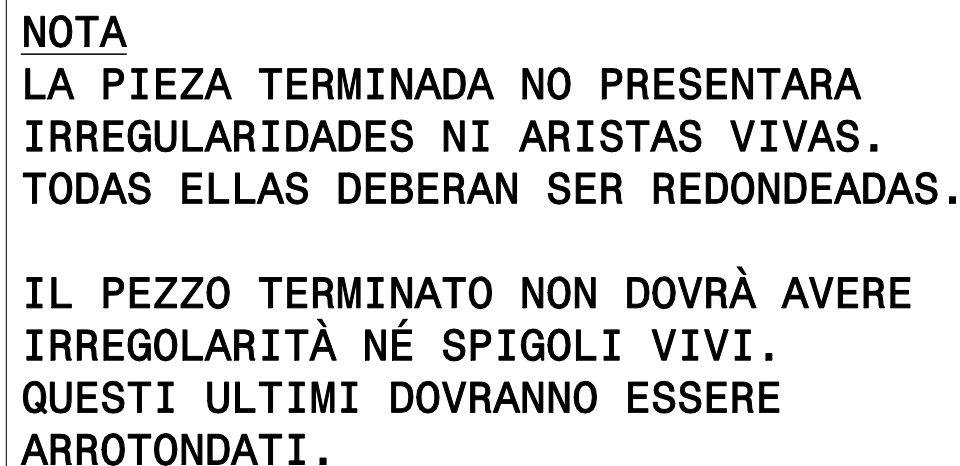 NOTA
LA PIEZA TERMINADA NO PRESENTARA
IRREGULARIDADES NI ARISTAS VIVAS.
TODAS ELLAS DEBERAN SER REDONDEADAS.
IL PEZZO TERMINATO NON DOVRÀ AVERE
IRREGOLARITÀ NÉ SPIGOLI VIVI.
QUESTI ULTIMI DOVRANNO ESSERE
ARROTONDATI.